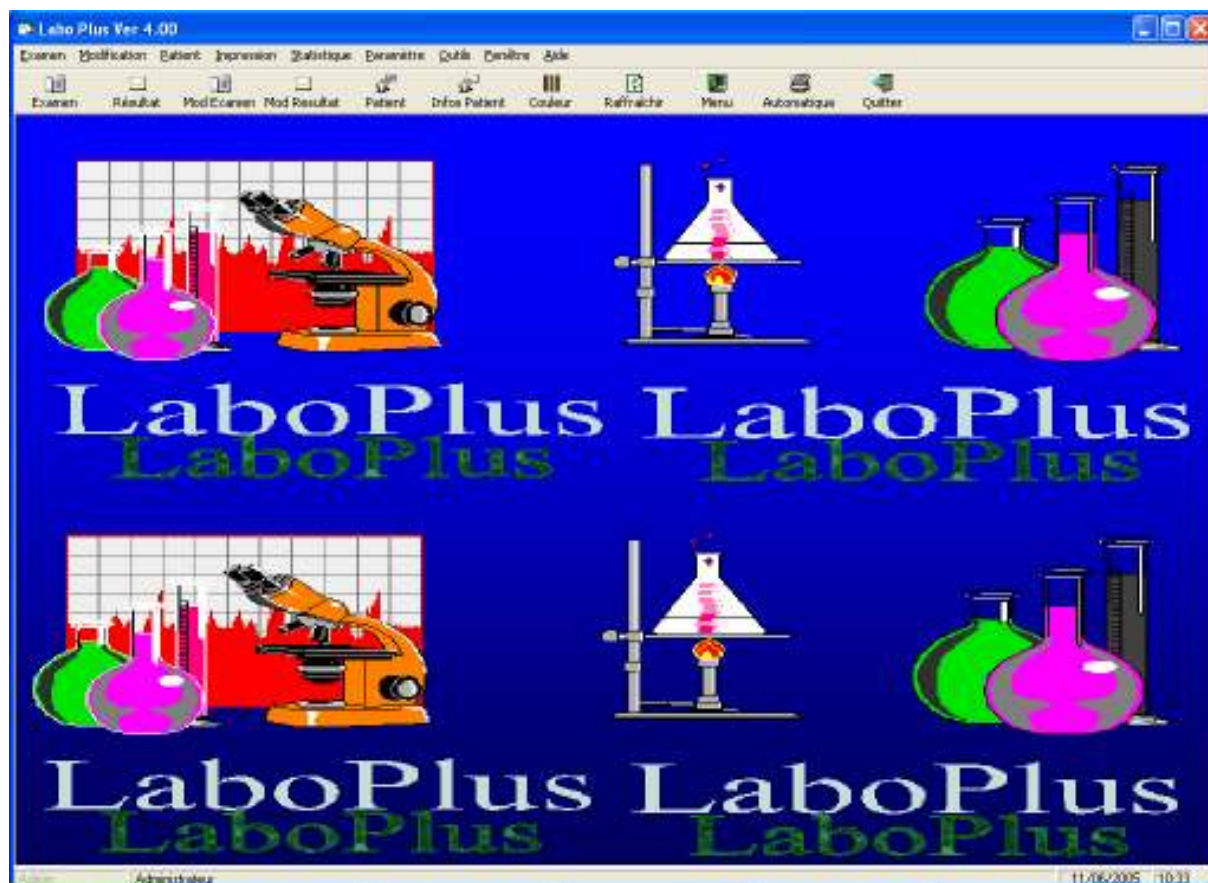 Labo Plus Ver 4.00
Examen Modification Patient Impression Statistique Paramètre Outils Fenêtre Aide
Examen Résultat Mod Examen Mod Resultat Patient Infos Patient Couleur Raffraichir Menu Automatique Quitter
LaboPlus LaboPlus
LaboPlus LaboPlus
LaboPlus LaboPlus
LaboPlus LaboPlus
Administrateur 11/06/2005 10:33